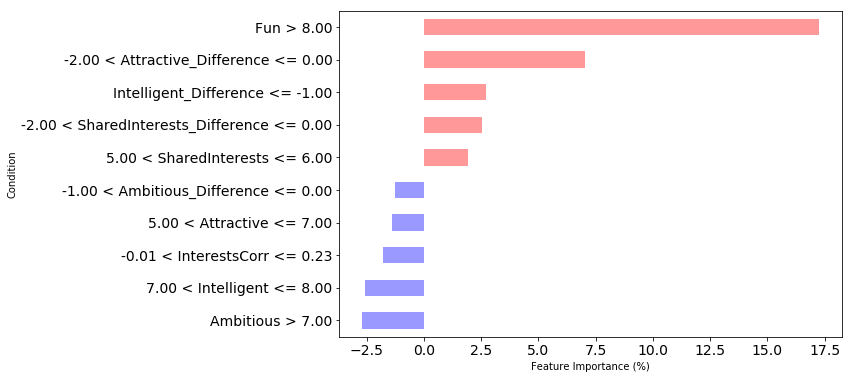 Fun > 8.00
-2.00 < Attractive_Difference <= 0.00
Intelligent_Difference <= -1.00
-2.00 < SharedInterests_Difference <= 0.00
5.00 < SharedInterests <= 6.00
-1.00 < Ambitious_Difference <= 0.00
5.00 < Attractive <= 7.00
-0.01 < InterestsCorr <= 0.23
7.00 < Intelligent <= 8.00
Ambitious > 7.00
Condition
−2.5 0.0 2.5 5.0 7.5 10.0 12.5 15.0 17.5
Feature Importance (%)